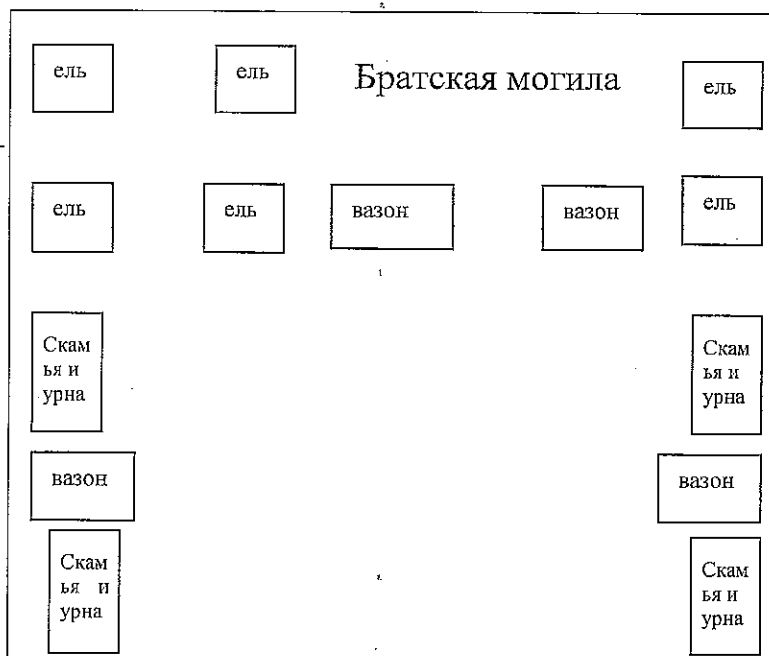 ель
ель
Братская могила
ель
ель
ель
вазон
вазон
ель
Скам
ья и
урна
Скам
ья и
урна
вазон
вазон
Скам
ья и
урна
Скам
ья и
урна